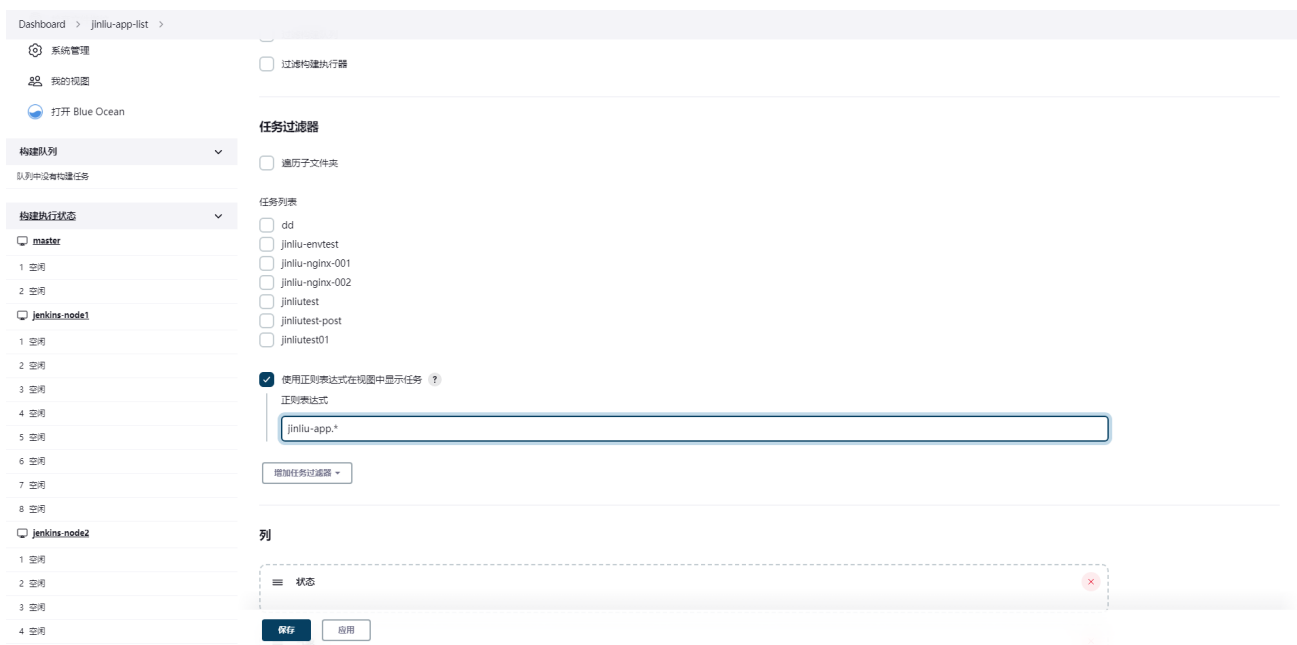 Dashboard > jinliu-app-list >
系统管理
我的视图
打开 Blue Ocean
构建队列
队列中没有构建任务
构建执行状态
master
1 空闲
2 空闲
jenkins-node1
1 空闲
2 空闲
3 空闲
4 空闲
5 空闲
6 空闲
7 空闲
8 空闲
jenkins-node2
1 空闲
2 空闲
3 空闲
4 空闲
过滤构建执行器
任务过滤器
遍历子文件夹
任务列表
dd
jinliu-envtest
jinliu-nginx-001
jinliu-nginx-002
jinliutest
jinliutest-post
jinliutest01
使用正则表达式在视图中显示任务 ?
正则表达式
jinliu-app.*
增加任务过滤器
列
状态
保存 应用